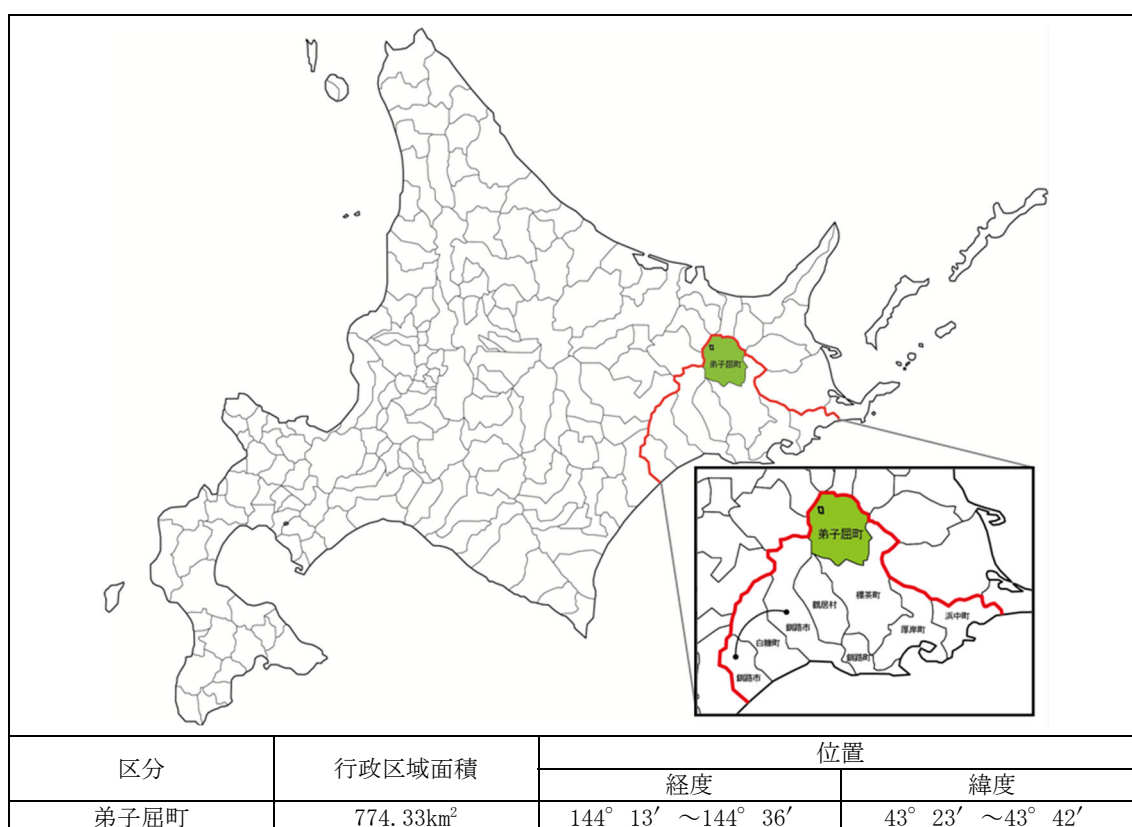 弟子屈町
弟子屈町
標茶町
鶴居村
浜中町
厚岸町
釧路市
白糠町
釧路町
釧路市
区分 行政区域面積 位置
経度 緯度
弟子屈町 774.33km² 144° 13′ ～144° 36′ 43° 23′ ～43° 42′